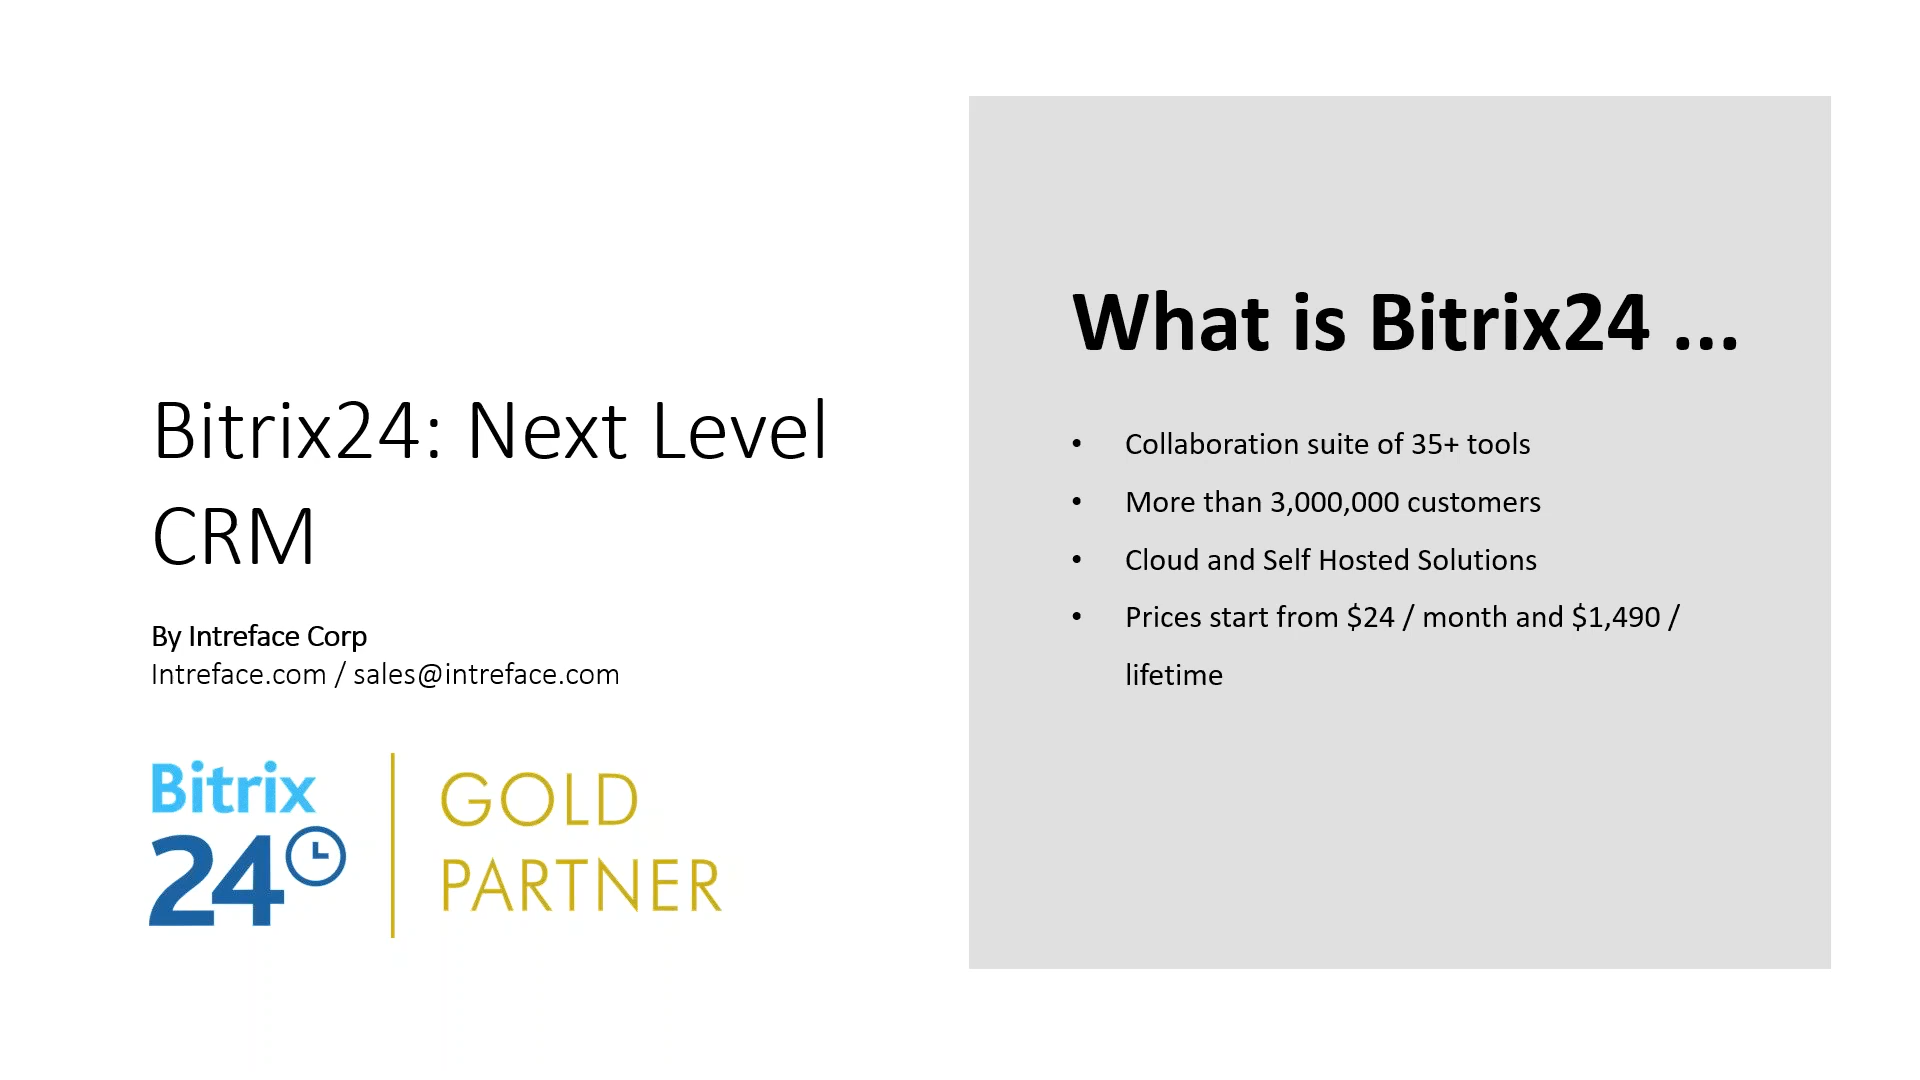 Bitrix24: Next Level
CRM
By Intreface Corp
Intreface.com / sales@intreface.com
Bitrix
24
GOLD
PARTNER
What is Bitrix24 ...
• Collaboration suite of 35+ tools
• More than 3,000,000 customers
• Cloud and Self Hosted Solutions
• Prices start from $24 / month and $1,490 /
lifetime